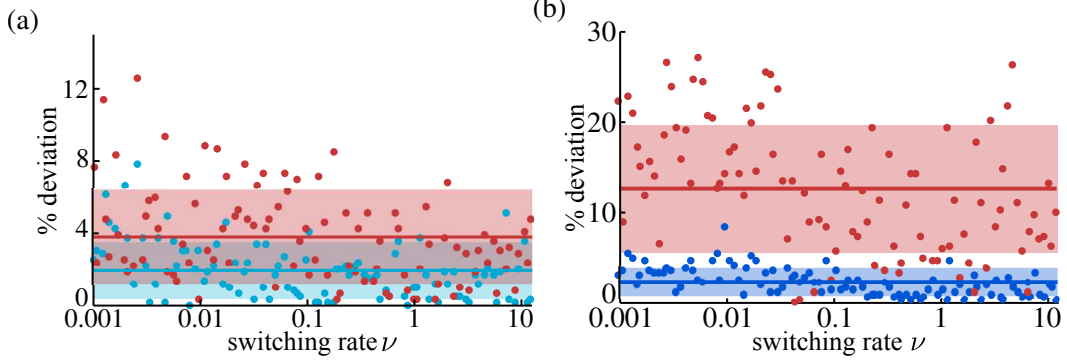 (a)
% deviation
12
8
4
0
0.001 0.01 0.1 1 10
switching rate ν
(b)
% deviation
30
20
10
0
0.001 0.01 0.1 1 10
switching rate ν